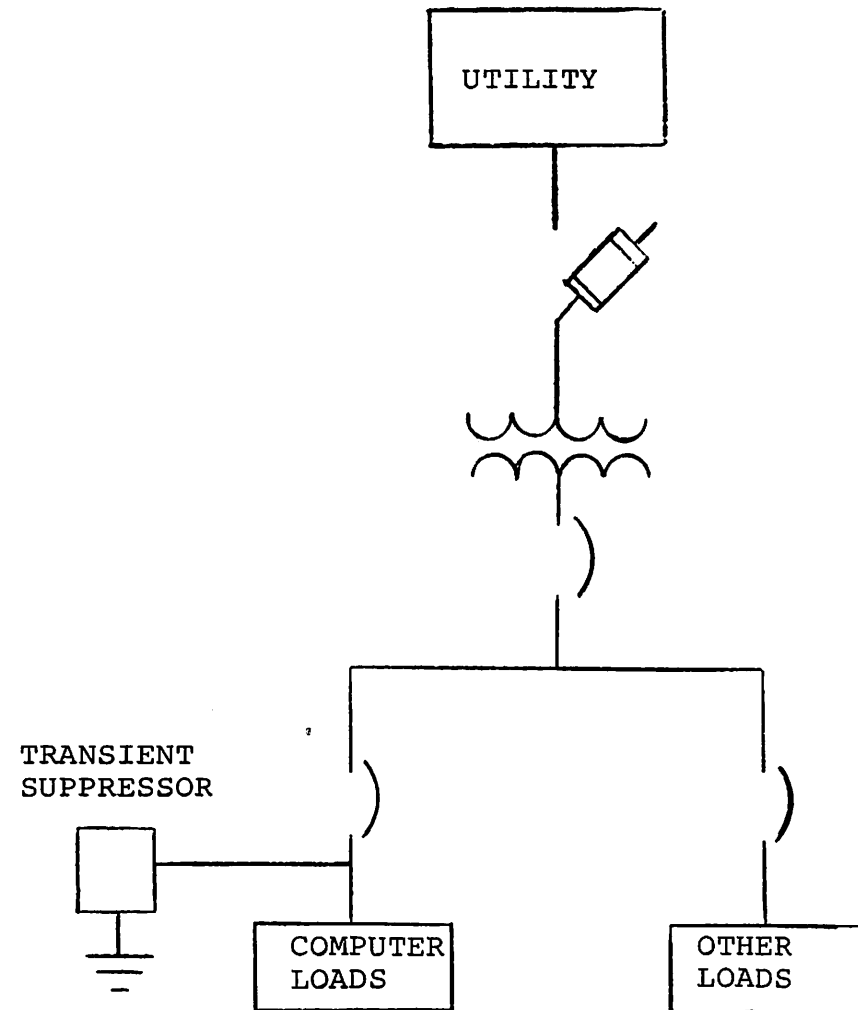 UTILITY
TRANSIENT
SUPPRESSOR
COMPUTER
LOADS
OTHER
LOADS